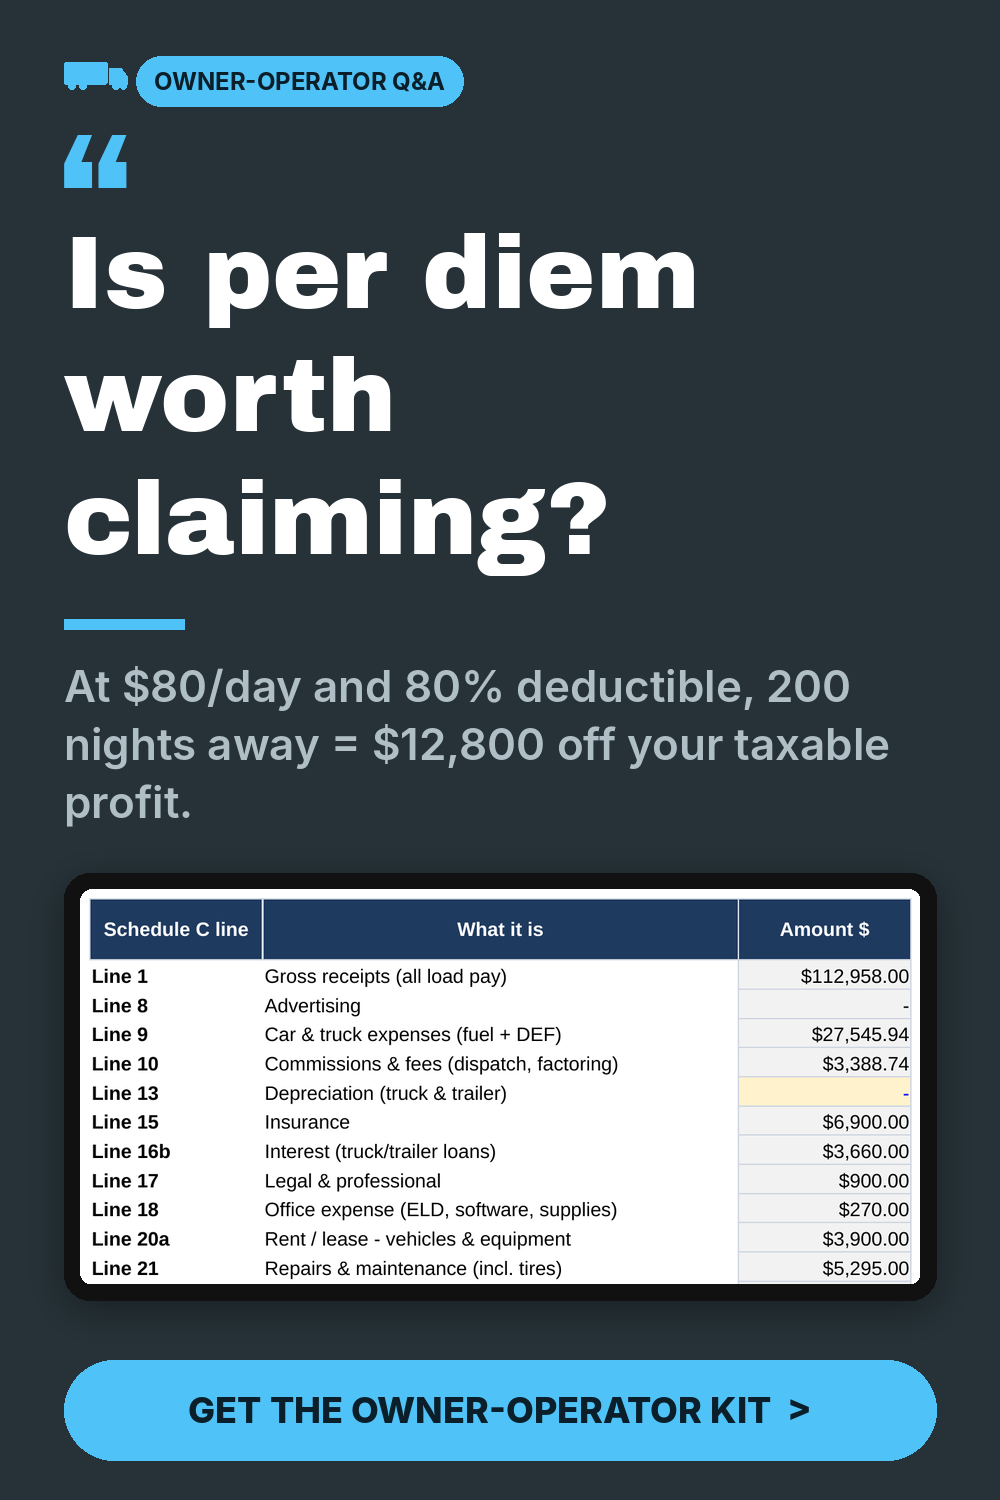 OWNER-OPERATOR Q&A
“
Is per diem
worth
claiming?
At $80/day and 80% deductible, 200
nights away = $12,800 off your taxable
profit.
Schedule C line What it is Amount $
Line 1 Gross receipts (all load pay) $112,958.00
Line 8 Advertising -
Line 9 Car & truck expenses (fuel + DEF) $27,545.94
Line 10 Commissions & fees (dispatch, factoring) $3,388.74
Line 13 Depreciation (truck & trailer) -
Line 15 Insurance $6,900.00
Line 16b Interest (truck/trailer loans) $3,660.00
Line 17 Legal & professional $900.00
Line 18 Office expense (ELD, software, supplies) $270.00
Line 20a Rent / lease - vehicles & equipment $3,900.00
Line 21 Repairs & maintenance (incl. tires) $5,295.00
GET THE OWNER-OPERATOR KIT >